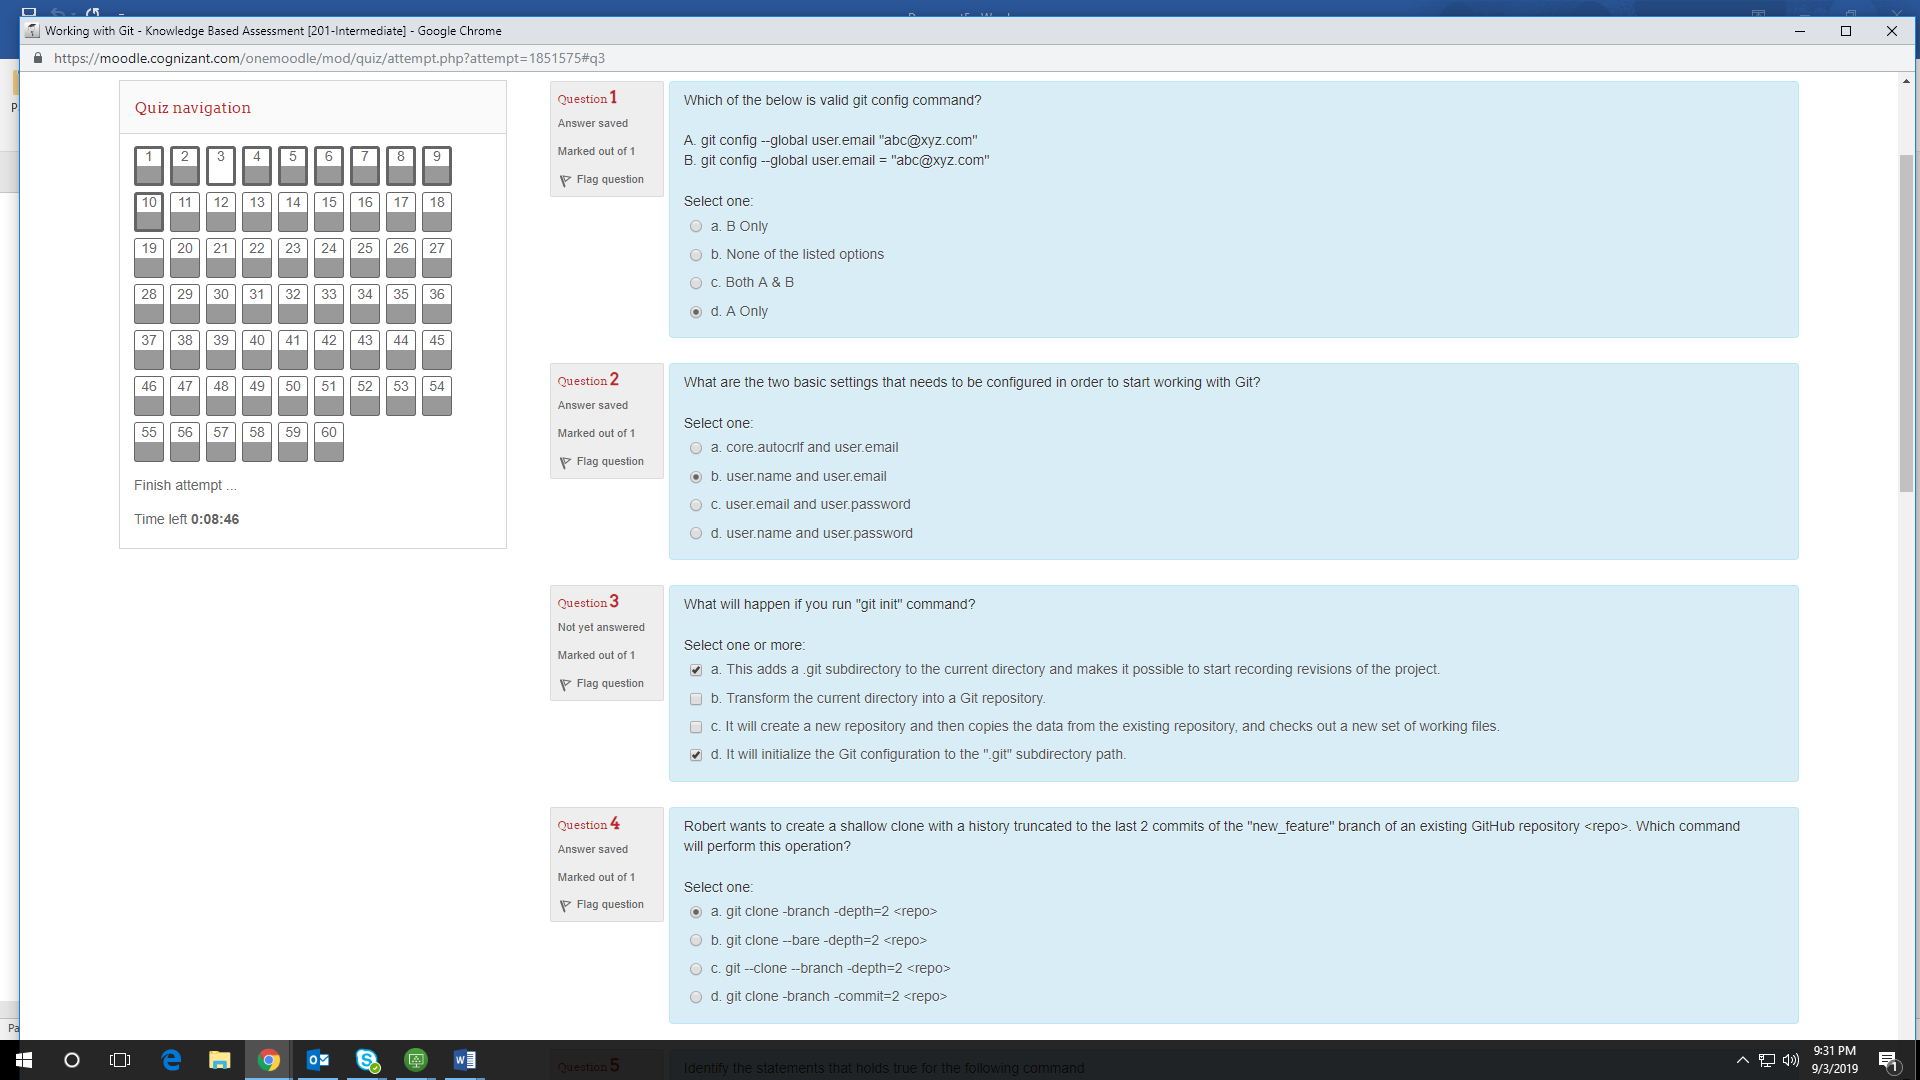 Working with Git - Knowledge Based Assessment [201-Intermediate] - Google Chrome
https://moodle.cognizant.com/onemoodle/mod/quiz/attempt.php?attempt=1851575#q3
Quiz navigation
1 2 3 4 5 6 7 8 9
10 11 12 13 14 15 16 17 18
19 20 21 22 23 24 25 26 27
28 29 30 31 32 33 34 35 36
37 38 39 40 41 42 43 44 45
46 47 48 49 50 51 52 53 54
55 56 57 58 59 60
Finish attempt ...
Time left 0:08:46
Question 1
Answer saved
Marked out of 1
Flag question
Which of the below is valid git config command?
A. git config --global user.email "abc@xyz.com"
B. git config --global user.email = "abc@xyz.com"
Select one:
a. B Only
b. None of the listed options
c. Both A & B
d. A Only
Question 2
Answer saved
Marked out of 1
Flag question
What are the two basic settings that needs to be configured in order to start working with Git?
Select one:
a. core.autocrlf and user.email
b. user.name and user.email
c. user.email and user.password
d. user.name and user.password
Question 3
Not yet answered
Marked out of 1
Flag question
What will happen if you run "git init" command?
Select one or more:
a. This adds a .git subdirectory to the current directory and makes it possible to start recording revisions of the project.
b. Transform the current directory into a Git repository.
c. It will create a new repository and then copies the data from the existing repository, and checks out a new set of working files.
d. It will initialize the Git configuration to the ".git" subdirectory path.
Question 4
Answer saved
Marked out of 1
Flag question
Robert wants to create a shallow clone with a history truncated to the last 2 commits of the "new_feature" branch of an existing GitHub repository <repo>. Which command
will perform this operation?
Select one:
a. git clone -branch -depth=2 <repo>
b. git clone --bare -depth=2 <repo>
c. git --clone --branch -depth=2 <repo>
d. git clone -branch -commit=2 <repo>
Question 5
Identify the statements that holds true for the following command
Pa
9:31 PM
9/3/2019
1